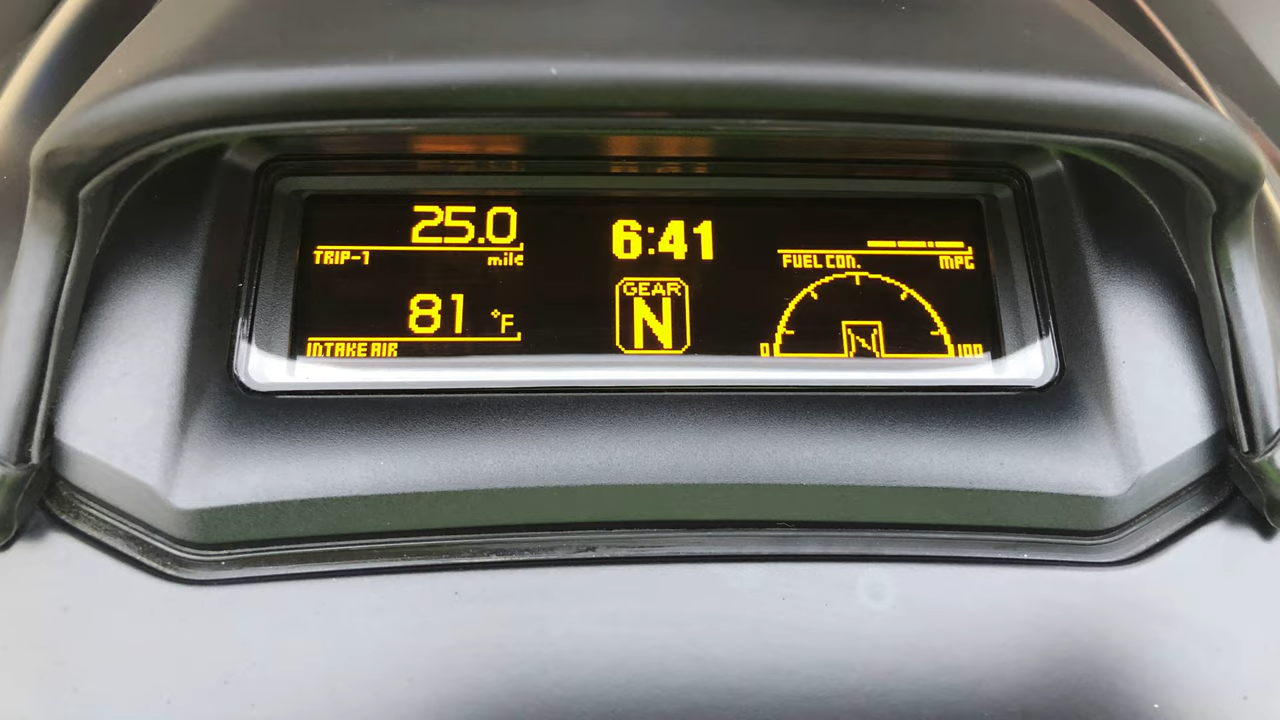 25.0
TRIP-1 mile
81 °F
INTAKE AIR
6:41
GEAR
N
FUEL CON. MPG
N
0 100